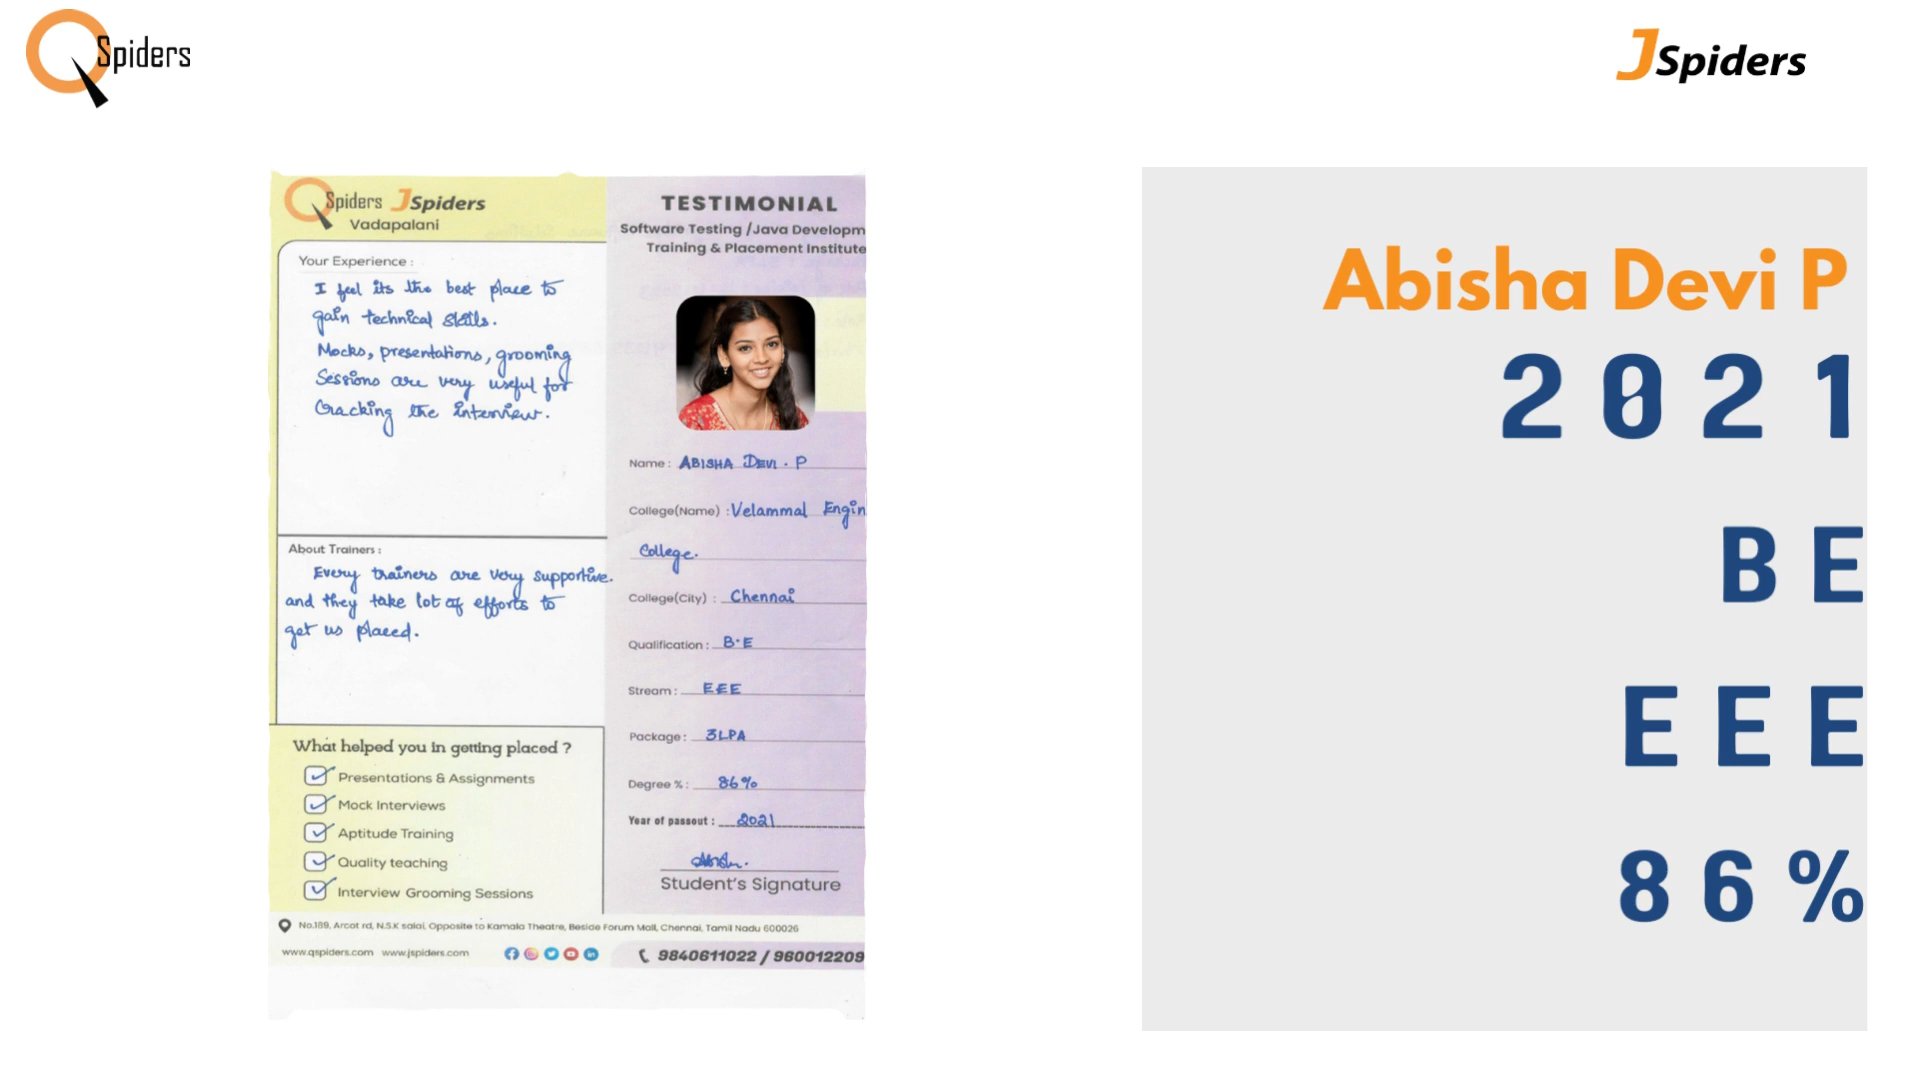 QSpiders
JSpiders
QSpiders JSpiders
Vadapalani
Your Experience :
I feel its the best place to
gain technical skills.
Mocks, presentations, grooming
Sessions are very useful for
Cracking the interview.
About Trainers :
Every trainers are very supportive.
and they take lot of efforts to
get us placed.
What helped you in getting placed ?
Presentations & Assignments
Mock Interviews
Aptitude Training
Quality teaching
Interview Grooming Sessions
TESTIMONIAL
Software Testing /Java Developm
Training & Placement Institute
Name : ABISHA DEVI . P
College(Name) : Velammal Engin
College.
College(City) : Chennai
Qualification : B.E
Stream : EEE
Package : 3LPA
Degree % : 86%
Year of passout : 2021
Student's Signature
No.189, Arcot rd, N.S.K salai, Opposite to Kamala Theatre, Beside Forum Mall, Chennai, Tamil Nadu 600026
www.qspiders.com www.jspiders.com
9840611022 / 960012209
Abisha Devi P
2021
BE
EEE
86%